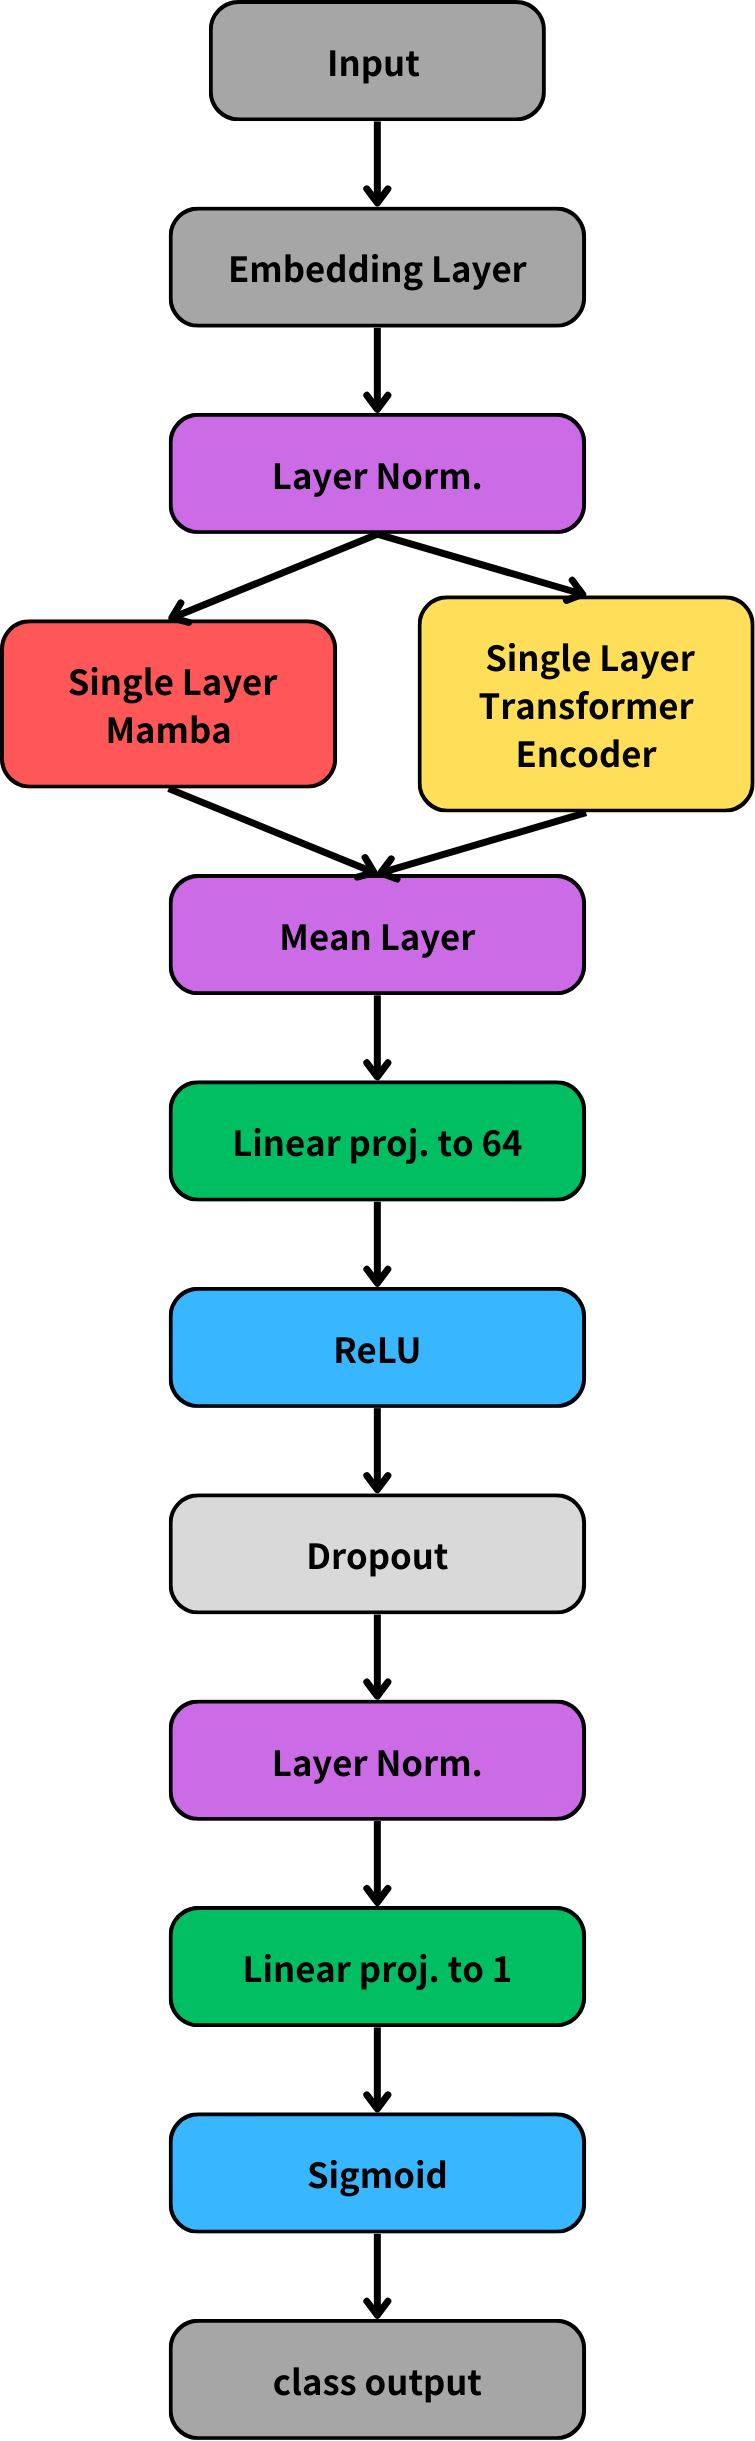 Input
Embedding Layer
Layer Norm.
Single Layer
Mamba
Single Layer
Transformer
Encoder
Mean Layer
Linear proj. to 64
ReLU
Dropout
Layer Norm.
Linear proj. to 1
Sigmoid
class output